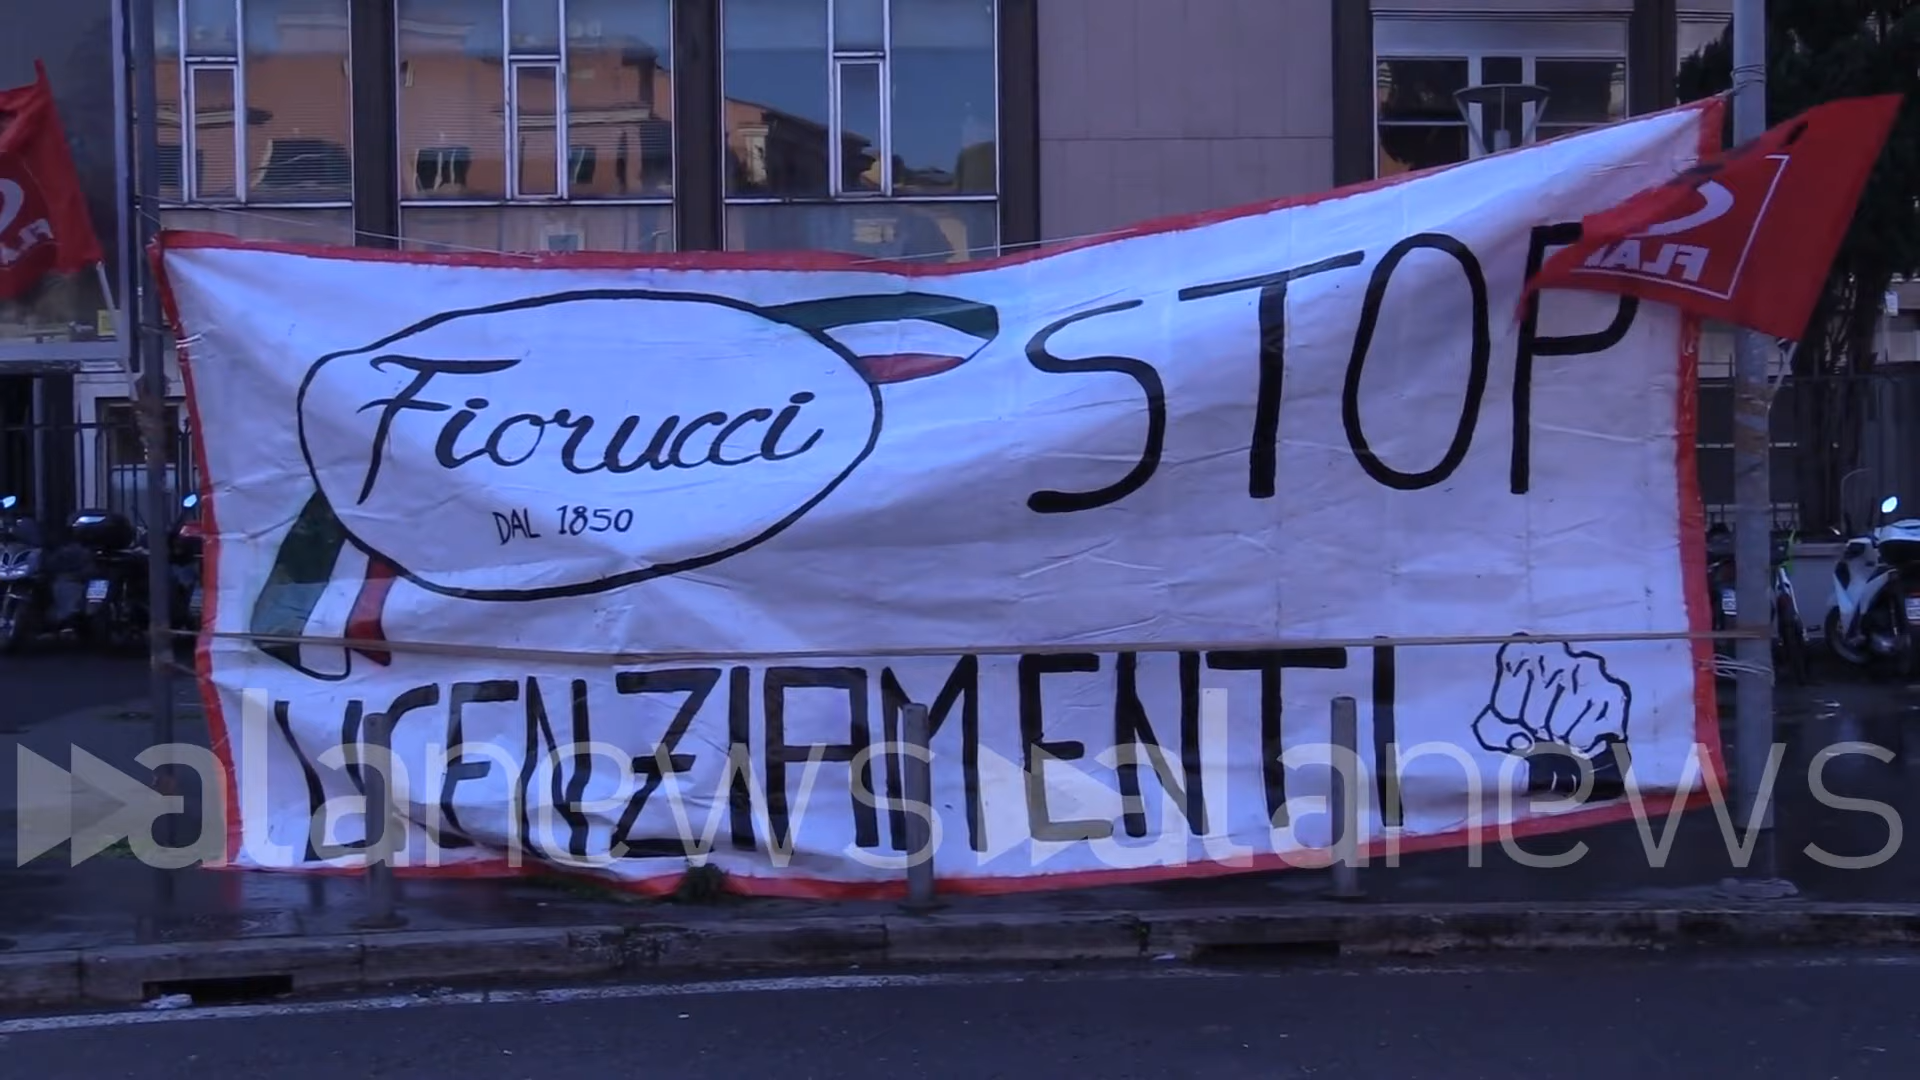 Fiorucci
DAL 1850
STOP
LICENZIAMENTI
FLAI
alanews alanews